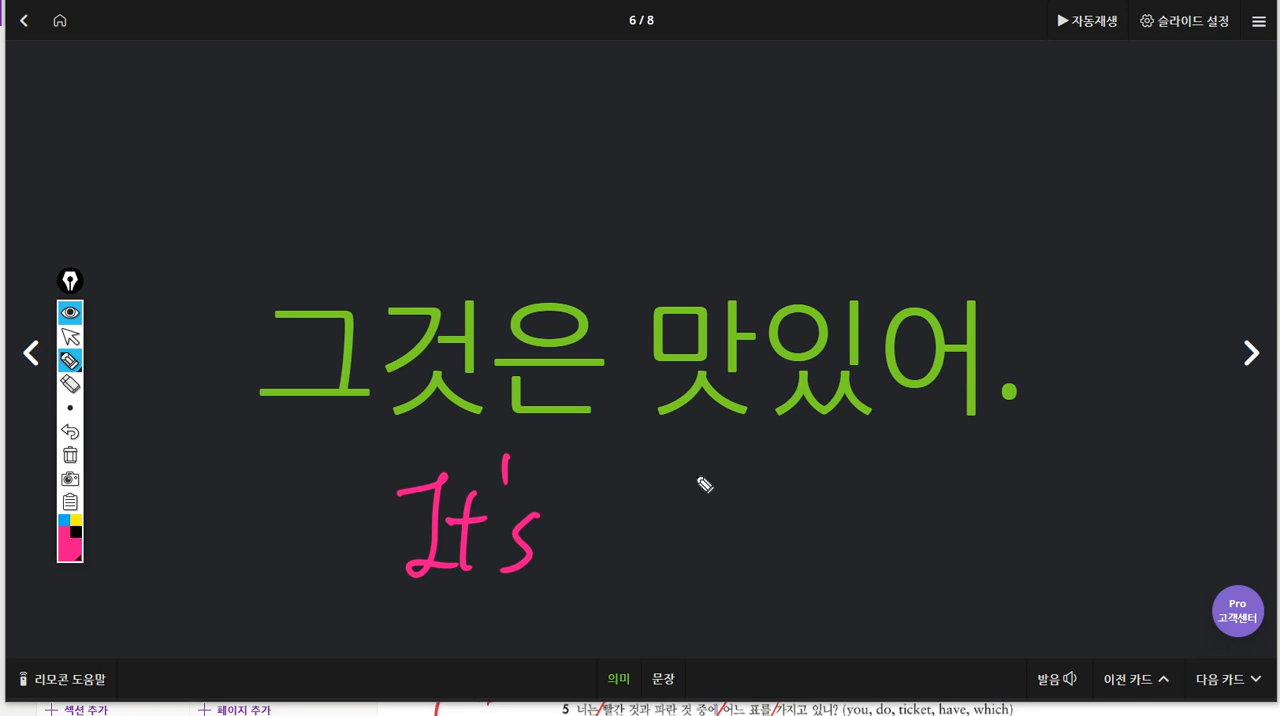 6 / 8
자동재생
슬라이드 설정
그것은 맛있어.
It's
Pro
고객센터
리모콘 도움말
의미
문장
발음
이전 카드
다음 카드
섹션 추가
페이지 추가
5 너는 빨간 것과 파란 것 중에 어느 표를 가지고 있니? (you, do, ticket, have, which)